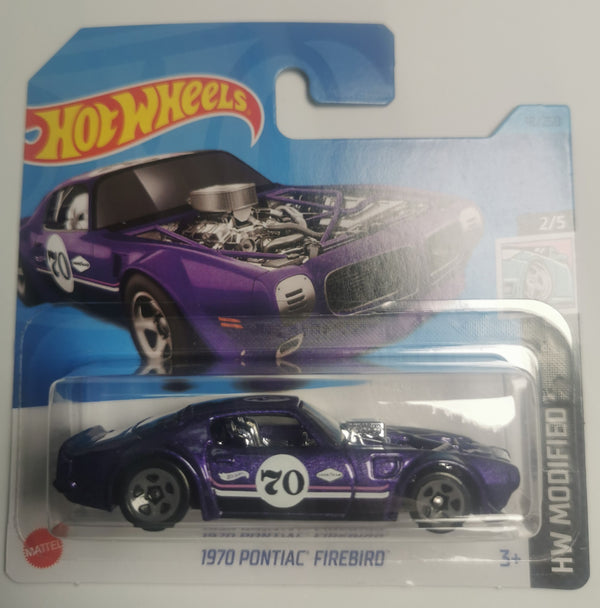 HOT WHEELS
2/5
70
70
HW MODIFIED
1970 PONTIAC FIREBIRD
3+
MATTEL